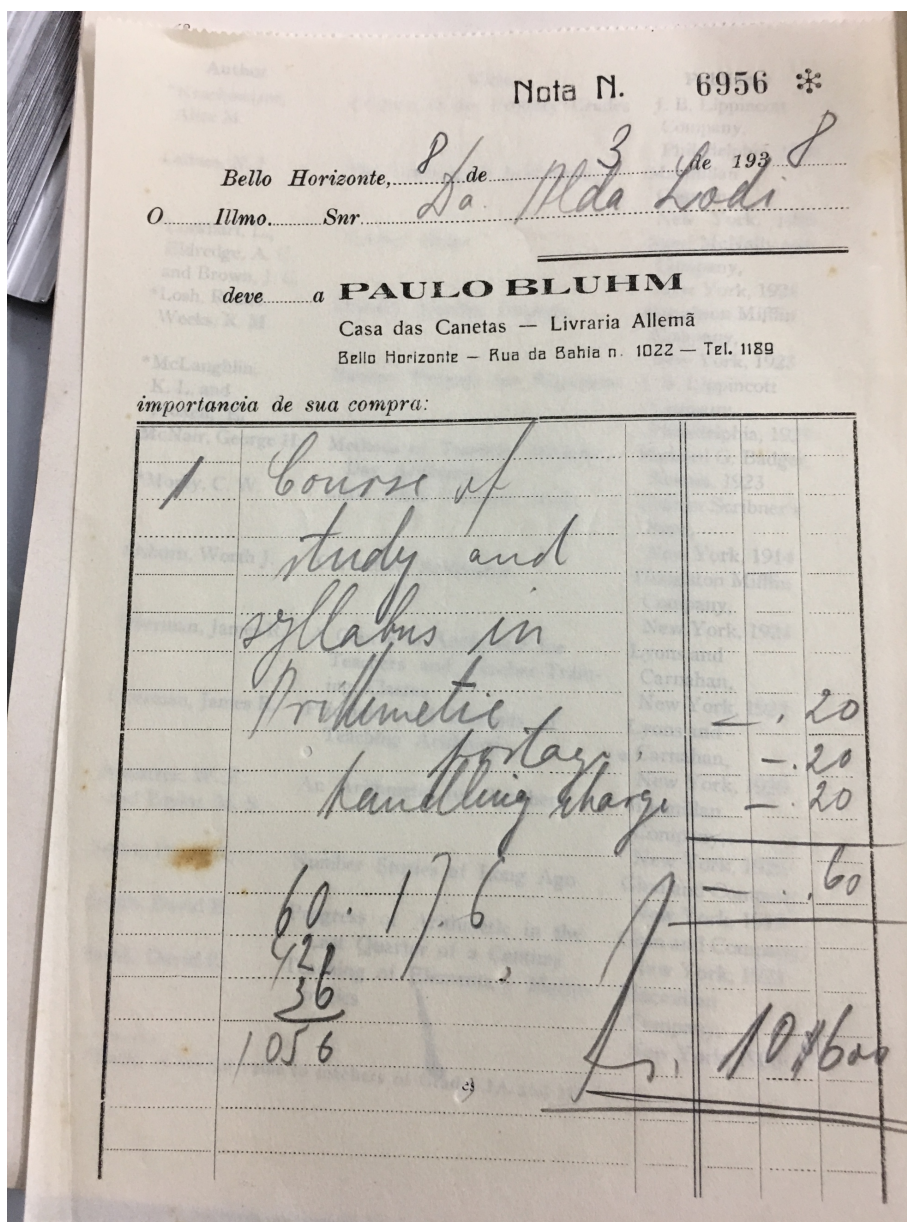 Nota N. 6956 ✻
Bello Horizonte, 8 de 3 de 1938
O Illmo. Snr Da. Alda Lodi
deve a PAULO BLUHM
Casa das Canetas — Livraria Allemã
Bello Horizonte — Rua da Bahia n. 1022 — Tel. 1189
importancia de sua compra:
1 Course of
study and
syllabus in
Arithmetic —.20
postage —.20
handling charge —.20
60.176 —.60
42
36
1056 Rs. 10$600